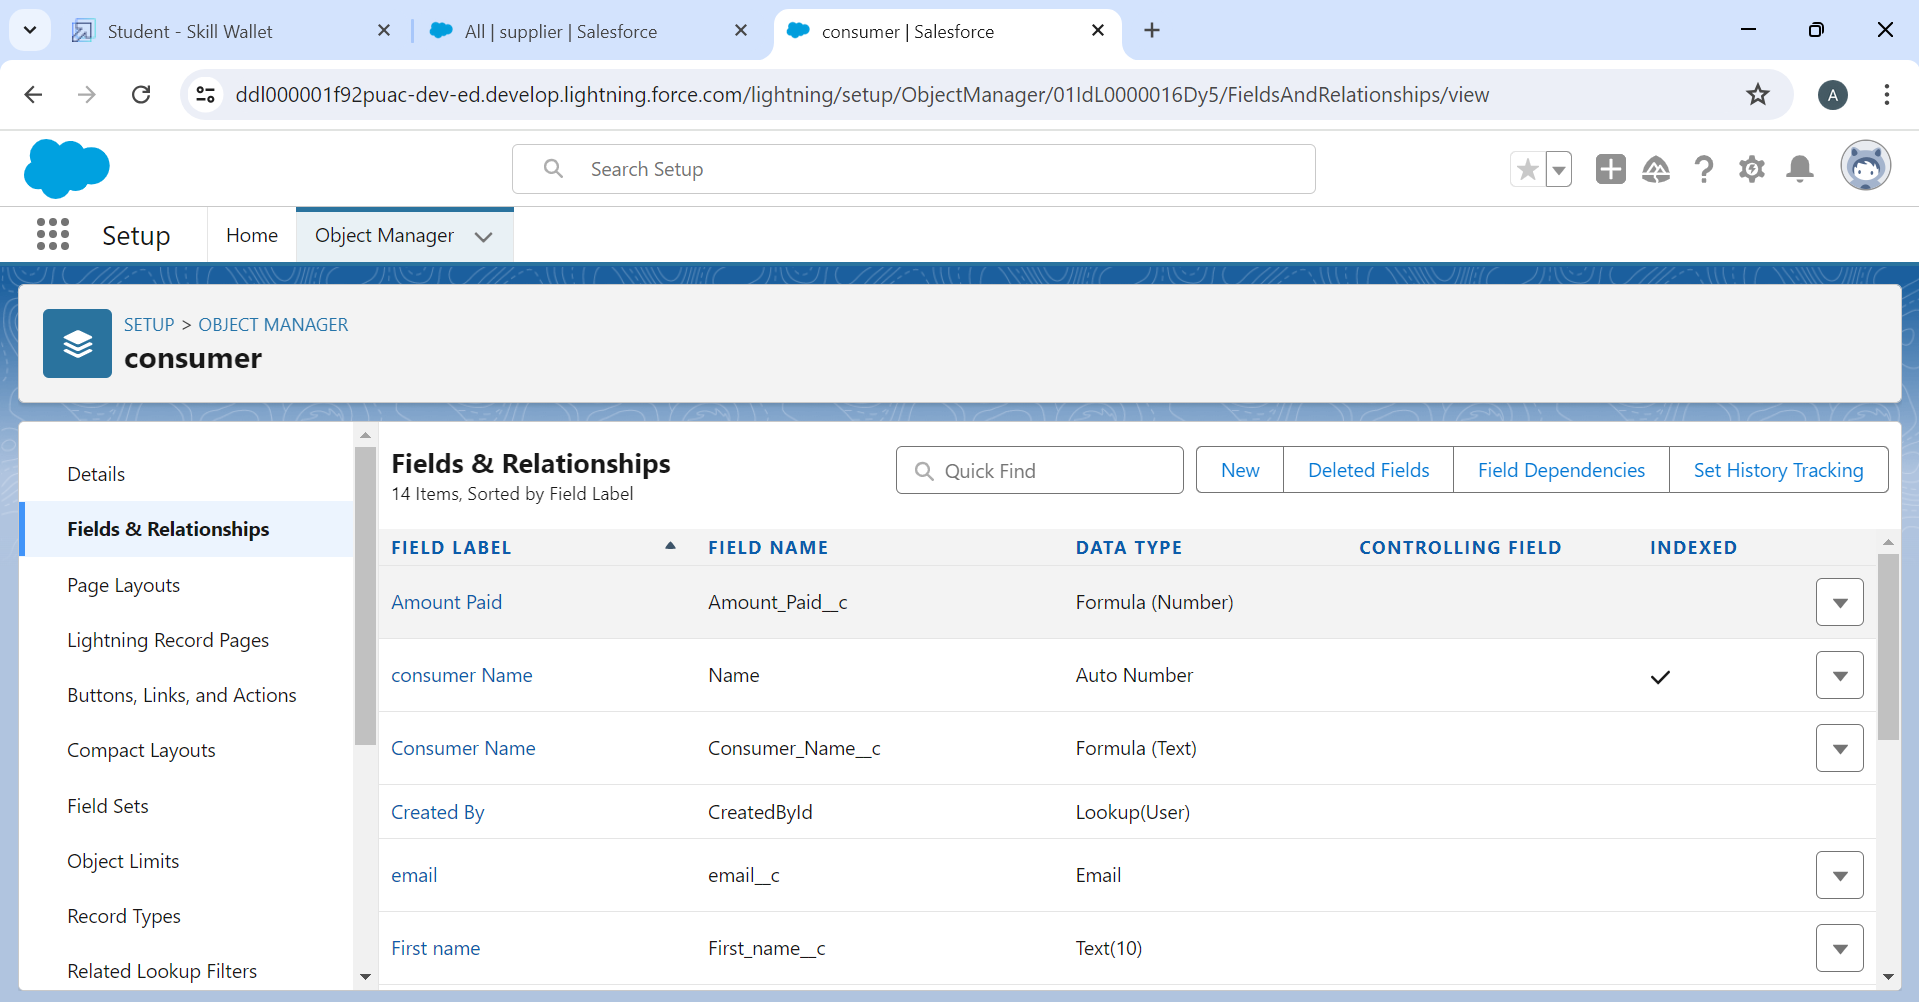 Student - Skill Wallet
All | supplier | Salesforce
consumer | Salesforce
ddl000001f92puac-dev-ed.develop.lightning.force.com/lightning/setup/ObjectManager/01IdL0000016Dy5/FieldsAndRelationships/view
A
Search Setup
Setup
Home
Object Manager
SETUP > OBJECT MANAGER
consumer
Details
Fields & Relationships
Page Layouts
Lightning Record Pages
Buttons, Links, and Actions
Compact Layouts
Field Sets
Object Limits
Record Types
Related Lookup Filters
Fields & Relationships
14 Items, Sorted by Field Label
Quick Find
New
Deleted Fields
Field Dependencies
Set History Tracking
FIELD LABEL FIELD NAME DATA TYPE CONTROLLING FIELD INDEXED
Amount Paid Amount_Paid__c Formula (Number)
consumer Name Name Auto Number
Consumer Name Consumer_Name__c Formula (Text)
Created By CreatedById Lookup(User)
email email__c Email
First name First_name__c Text(10)